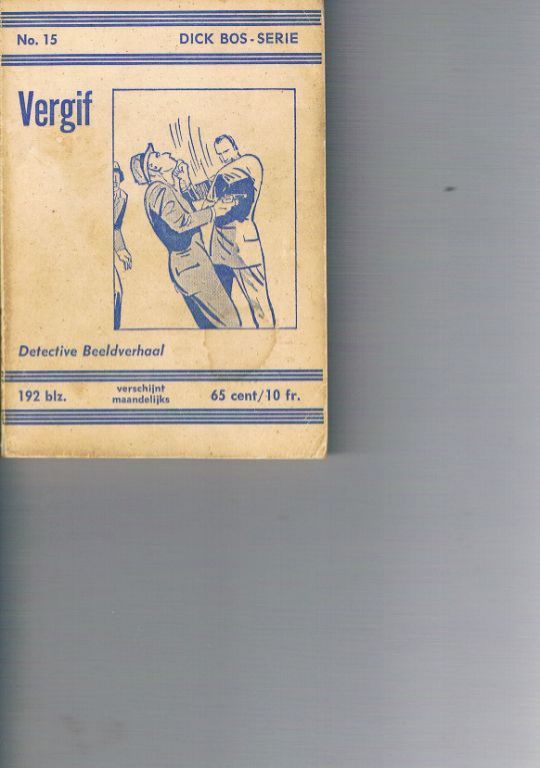 No. 15 DICK BOS - SERIE
Vergif
Detective Beeldverhaal
192 blz. verschijnt maandelijks 65 cent/10 fr.